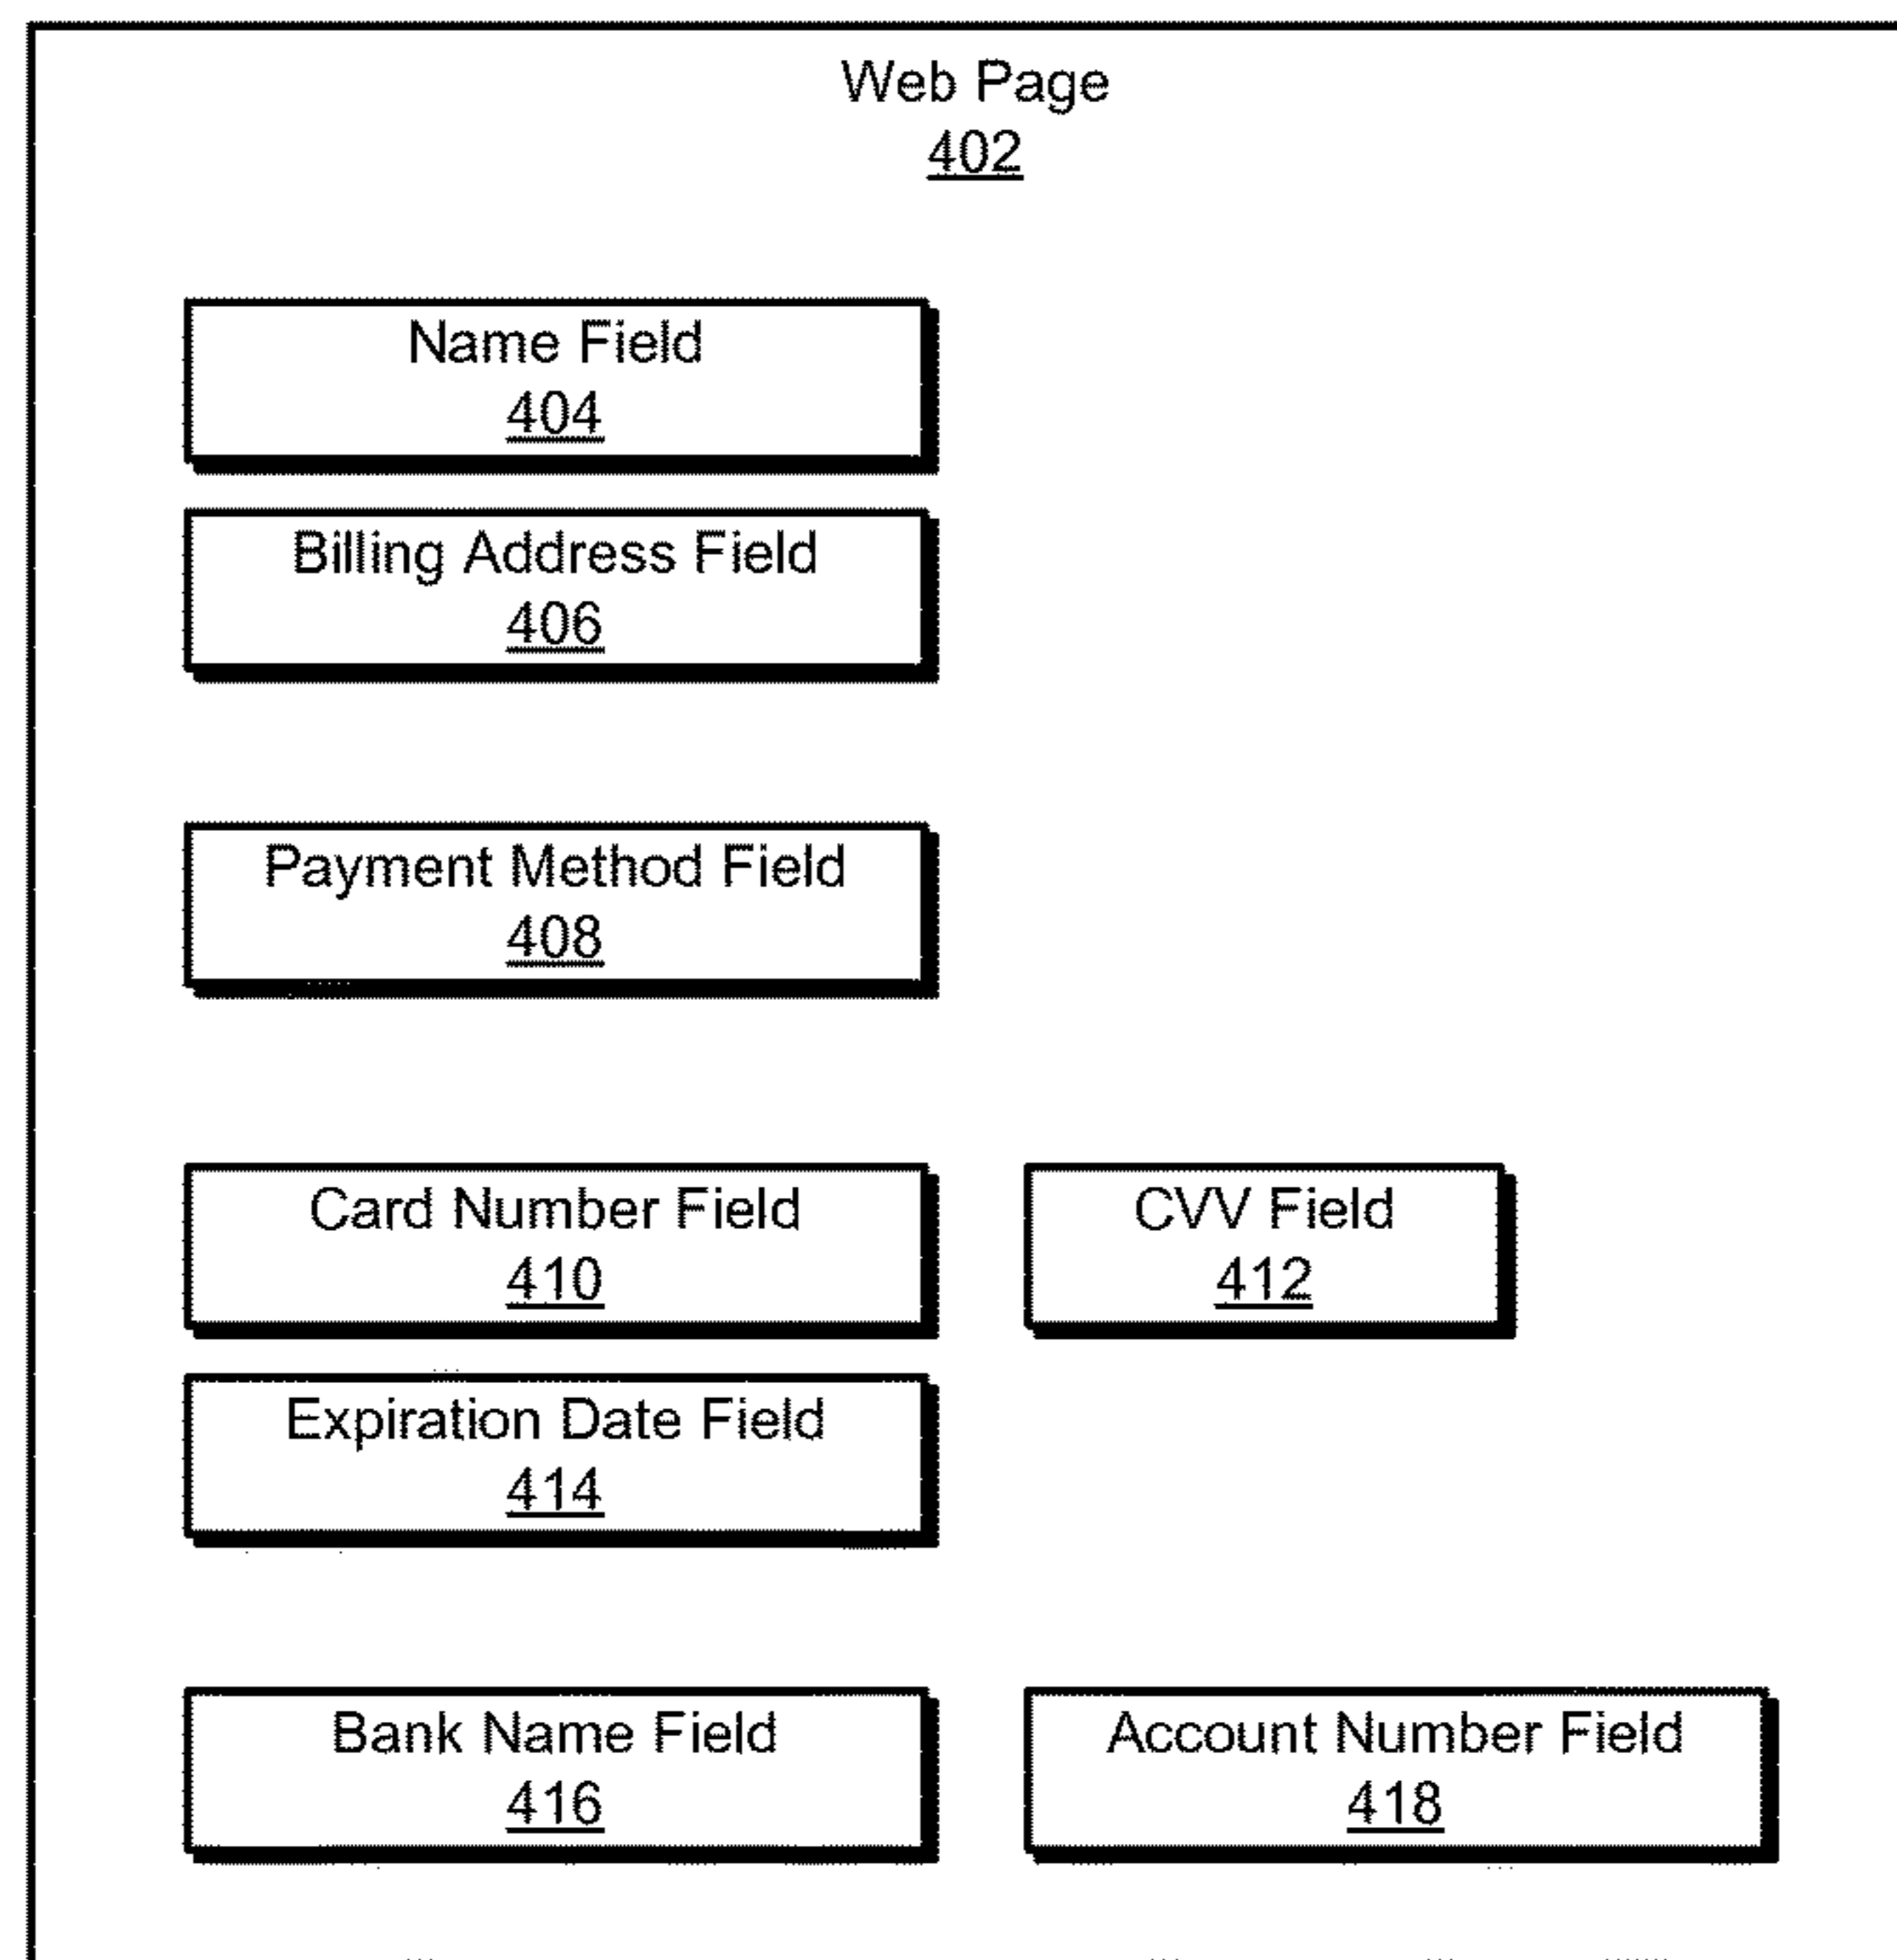 Web Page
402
Name Field
404
Billing Address Field
406
Payment Method Field
408
Card Number Field
410
CVV Field
412
Expiration Date Field
414
Bank Name Field
416
Account Number Field
418